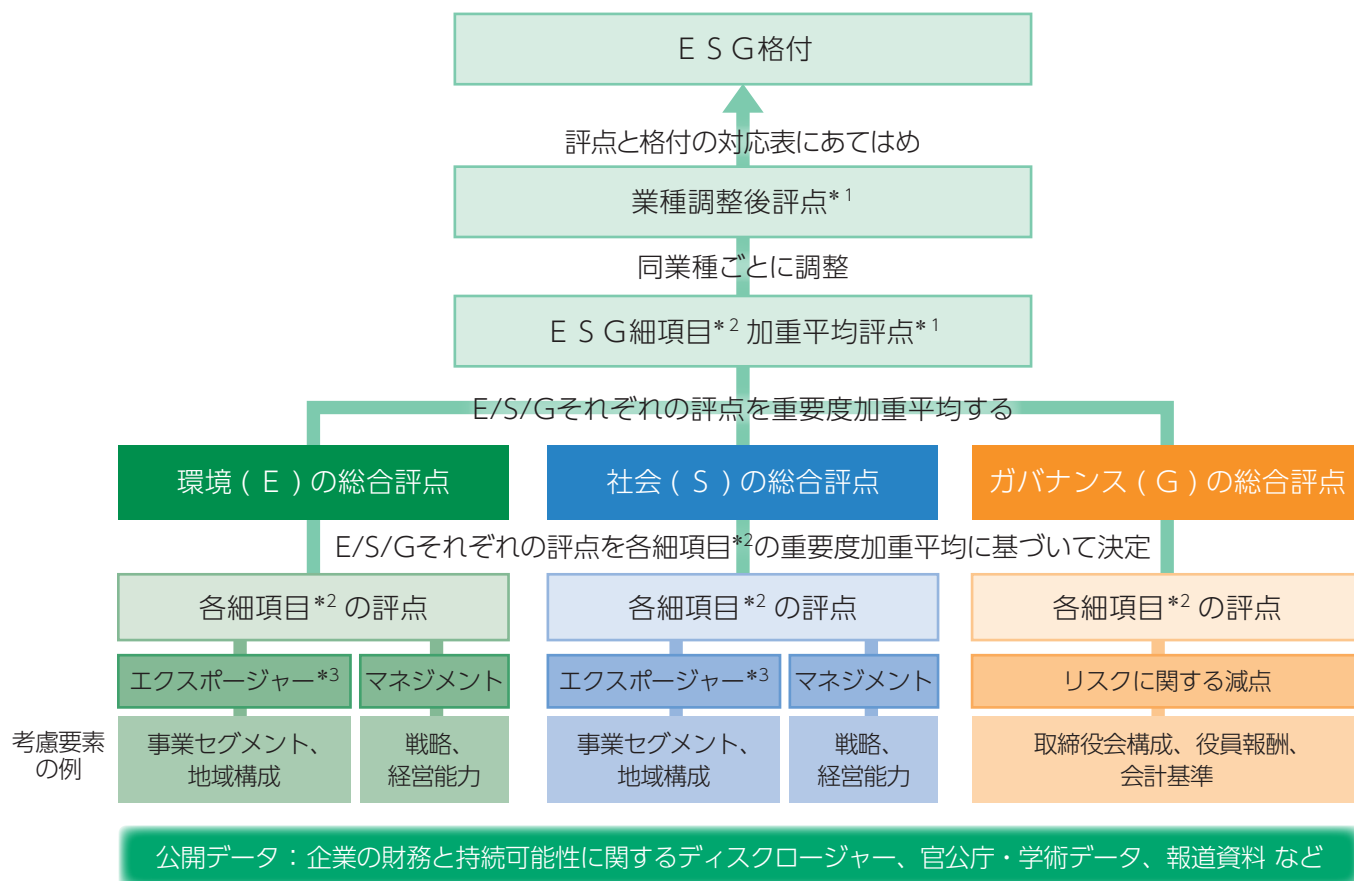 ESG格付
評点と格付の対応表にあてはめ
業種調整後評点*1
同業種ごとに調整
ESG細項目*2 加重平均評点*1
E/S/Gそれぞれの評点を重要度加重平均する
環境(E)の総合評点
社会(S)の総合評点
ガバナンス(G)の総合評点
E/S/Gそれぞれの評点を各細項目*2の重要度加重平均に基づいて決定
各細項目*2 の評点
各細項目*2 の評点
各細項目*2 の評点
エクスポージャー*3
マネジメント
エクスポージャー*3
マネジメント
リスクに関する減点
考慮要素
の例
事業セグメント、
地域構成
戦略、
経営能力
事業セグメント、
地域構成
戦略、
経営能力
取締役会構成、役員報酬、
会計基準
公開データ：企業の財務と持続可能性に関するディスクロージャー、官公庁・学術データ、報道資料 など